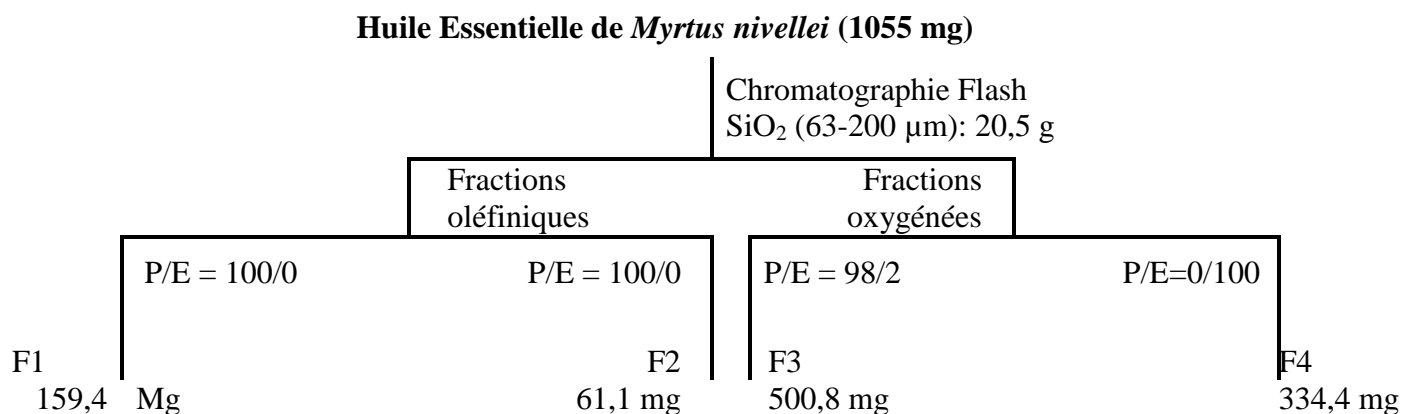 Huile Essentielle de Myrtus nivellei (1055 mg)
Chromatographie Flash
SiO₂ (63-200 µm): 20,5 g
Fractions
oléfiniques
Fractions
oxygénées
P/E = 100/0
P/E = 100/0
P/E = 98/2
P/E=0/100
F1
F2
F3
F4
159,4 Mg
61,1 mg
500,8 mg
334,4 mg